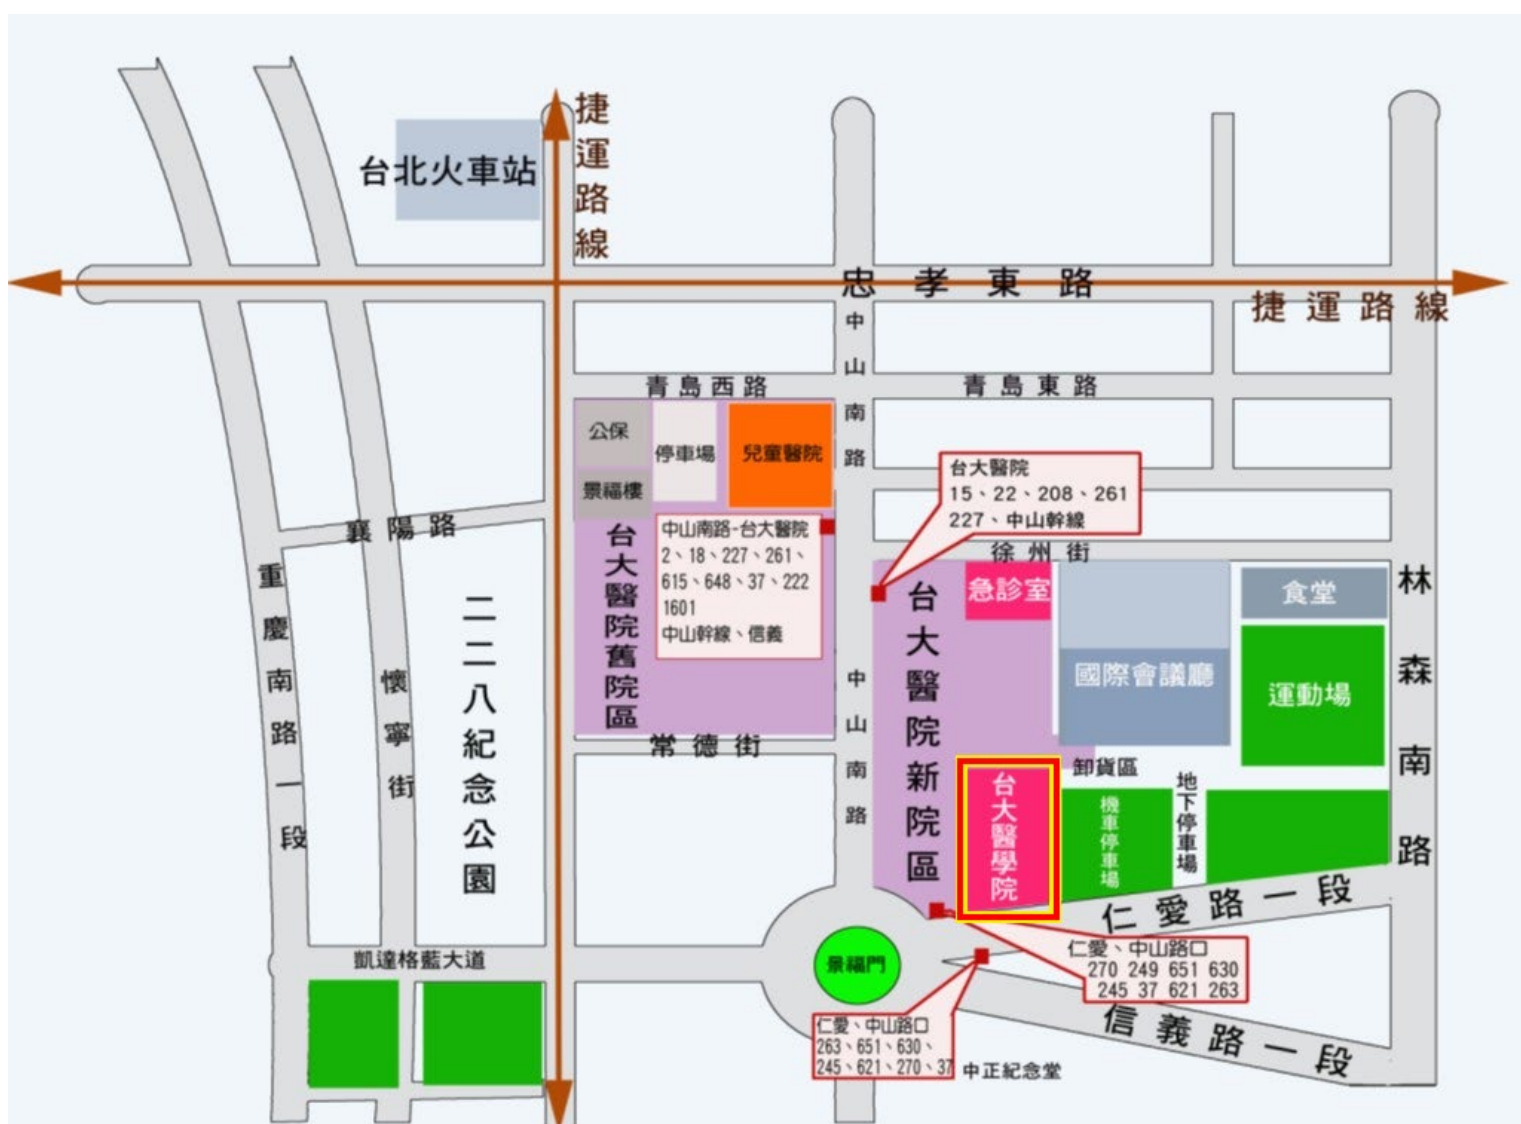 捷運路線
台北火車站
忠孝東路
捷運路線
中山南路
青島西路
青島東路
公保
停車場
兒童醫院
景福樓
台大醫院
15、22、208、261
227、中山幹線
襄陽路
中山南路-台大醫院
2、18、227、261、
615、648、37、222
1601
中山幹線、信義
台大醫院舊院區
徐州街
急診室
台大醫院新院區
國際會議廳
食堂
運動場
林森南路
重慶南路一段
懷寧街
二二八紀念公園
中山南路
常德街
卸貨區
台大醫學院
機車停車場
地下停車場
仁愛路一段
凱達格藍大道
景福門
仁愛、中山路口
270 249 651 630
245 37 621 263
仁愛、中山路口
263、651、630、
245、621、270、37
中正紀念堂
信義路一段